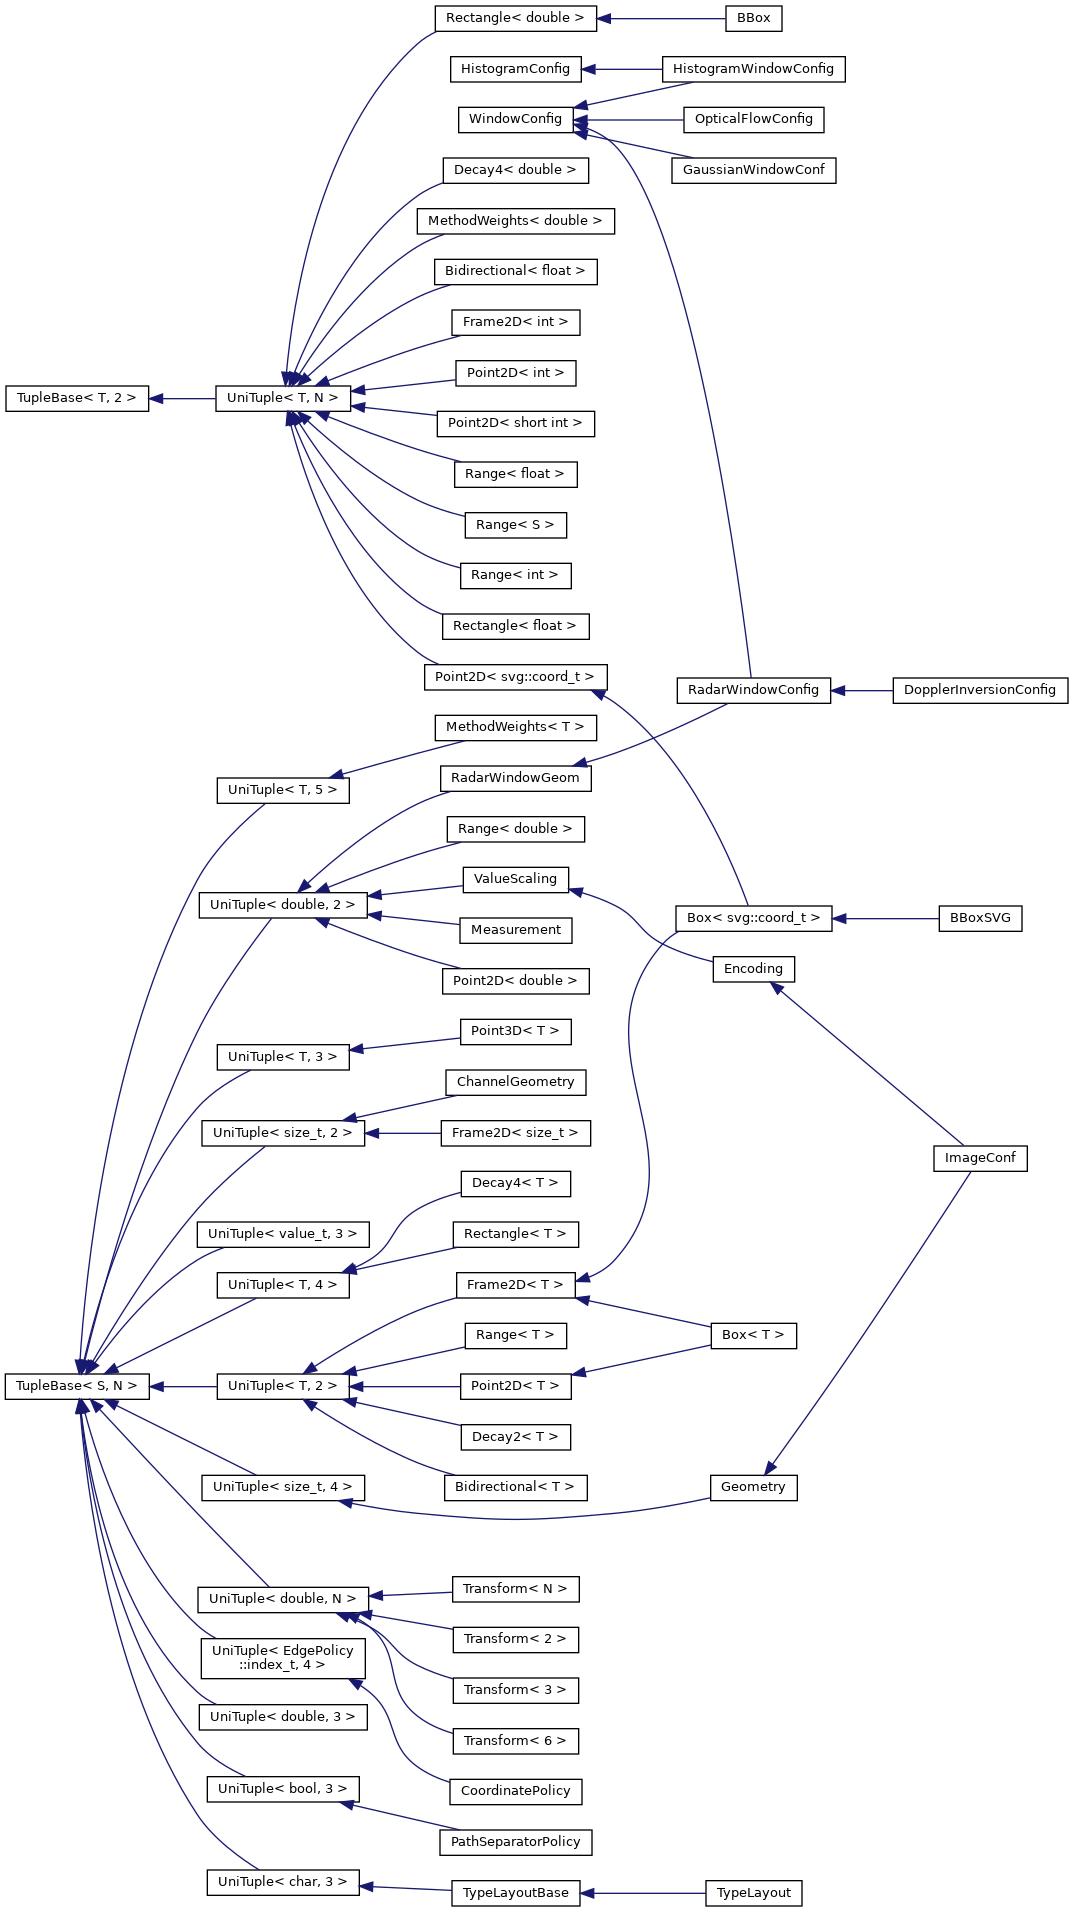 Rectangle< double >
BBox
HistogramConfig
HistogramWindowConfig
WindowConfig
OpticalFlowConfig
GaussianWindowConf
Decay4< double >
MethodWeights< double >
Bidirectional< float >
Frame2D< int >
Point2D< int >
TupleBase< T, 2 >
UniTuple< T, N >
Point2D< short int >
Range< float >
Range< S >
Range< int >
Rectangle< float >
Point2D< svg::coord_t >
RadarWindowConfig
DopplerInversionConfig
MethodWeights< T >
UniTuple< T, 5 >
RadarWindowGeom
Range< double >
ValueScaling
UniTuple< double, 2 >
Measurement
Box< svg::coord_t >
BBoxSVG
Encoding
Point2D< double >
Point3D< T >
UniTuple< T, 3 >
ChannelGeometry
UniTuple< size_t, 2 >
Frame2D< size_t >
ImageConf
Decay4< T >
UniTuple< value_t, 3 >
Rectangle< T >
UniTuple< T, 4 >
Frame2D< T >
Range< T >
Box< T >
TupleBase< S, N >
UniTuple< T, 2 >
Point2D< T >
Decay2< T >
UniTuple< size_t, 4 >
Bidirectional< T >
Geometry
Transform< N >
UniTuple< double, N >
Transform< 2 >
UniTuple< EdgePolicy
::index_t, 4 >
Transform< 3 >
UniTuple< double, 3 >
Transform< 6 >
UniTuple< bool, 3 >
CoordinatePolicy
PathSeparatorPolicy
UniTuple< char, 3 >
TypeLayoutBase
TypeLayout